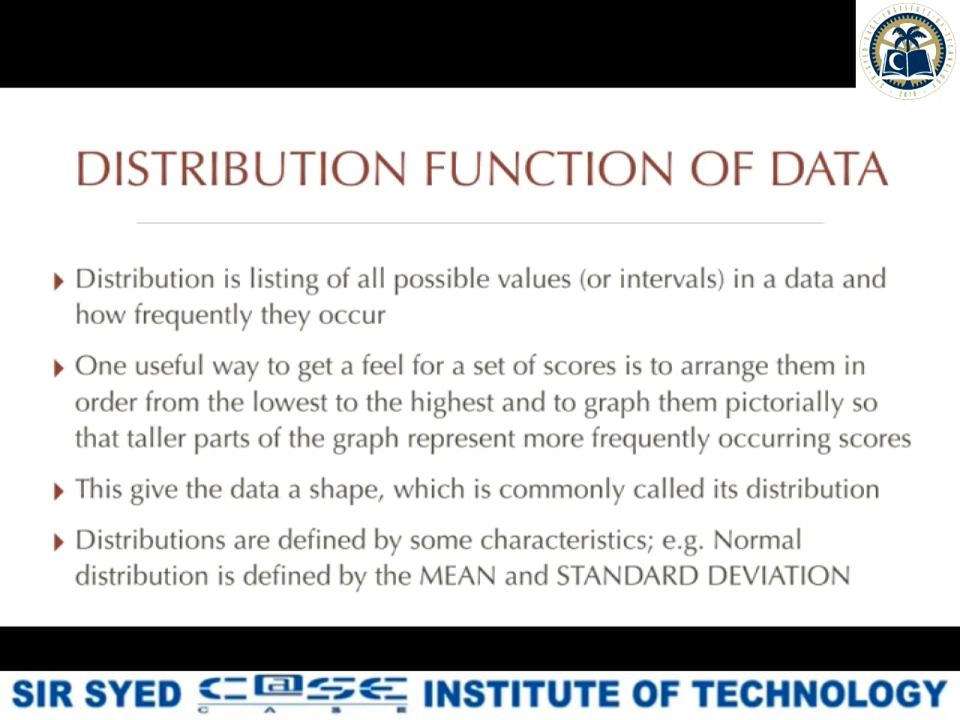 DISTRIBUTION FUNCTION OF DATA
Distribution is listing of all possible values (or intervals) in a data and
how frequently they occur
One useful way to get a feel for a set of scores is to arrange them in
order from the lowest to the highest and to graph them pictorially so
that taller parts of the graph represent more frequently occurring scores
This give the data a shape, which is commonly called its distribution
Distributions are defined by some characteristics; e.g. Normal
distribution is defined by the MEAN and STANDARD DEVIATION
SIR SYED C@SE INSTITUTE OF TECHNOLOGY
C A S E